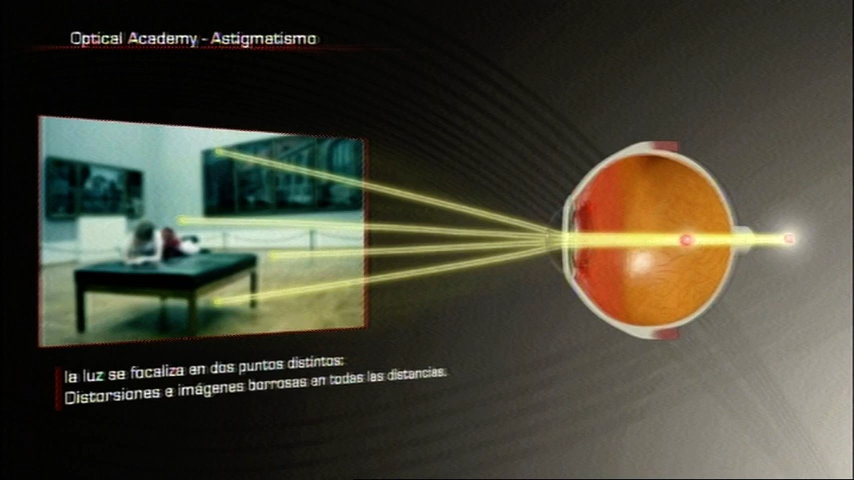 Optical Academy - Astigmatismo
la luz se focaliza en dos puntos distintos:
Distorsiones e imágenes borrosas en todas las distancias.